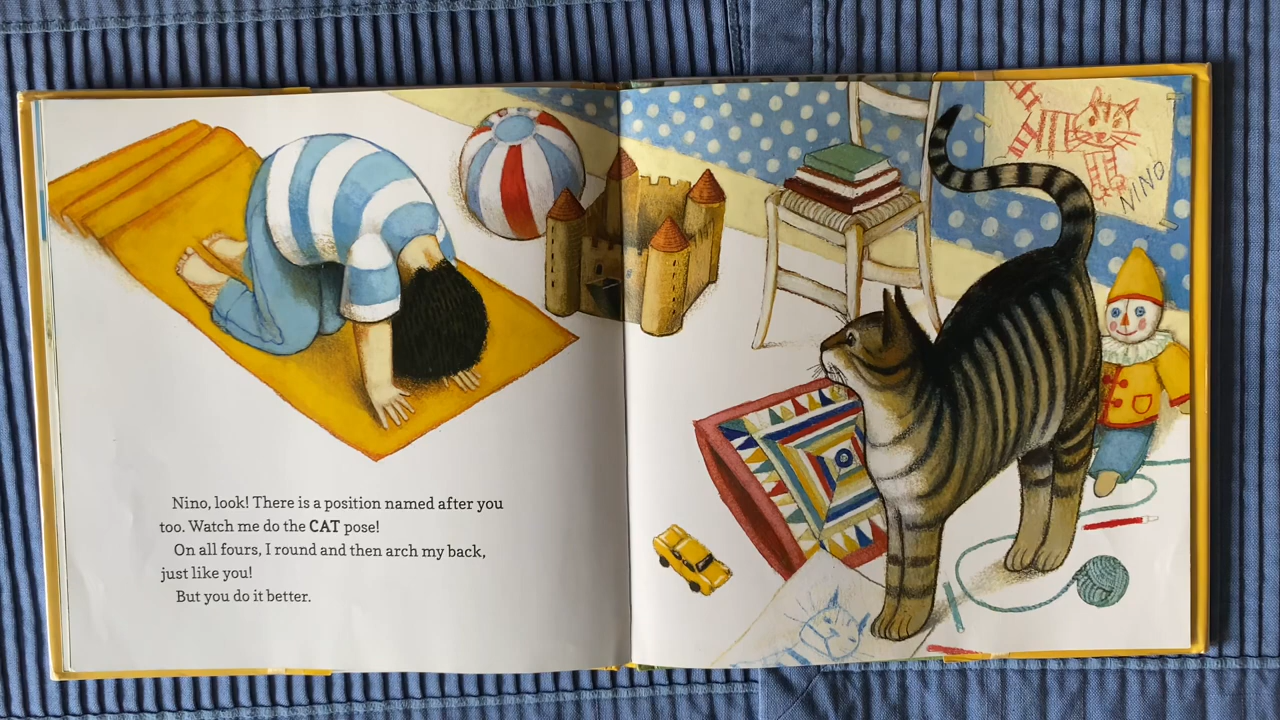 Nino, look! There is a position named after you
too. Watch me do the CAT pose!
On all fours, I round and then arch my back,
just like you!
But you do it better.
NINO